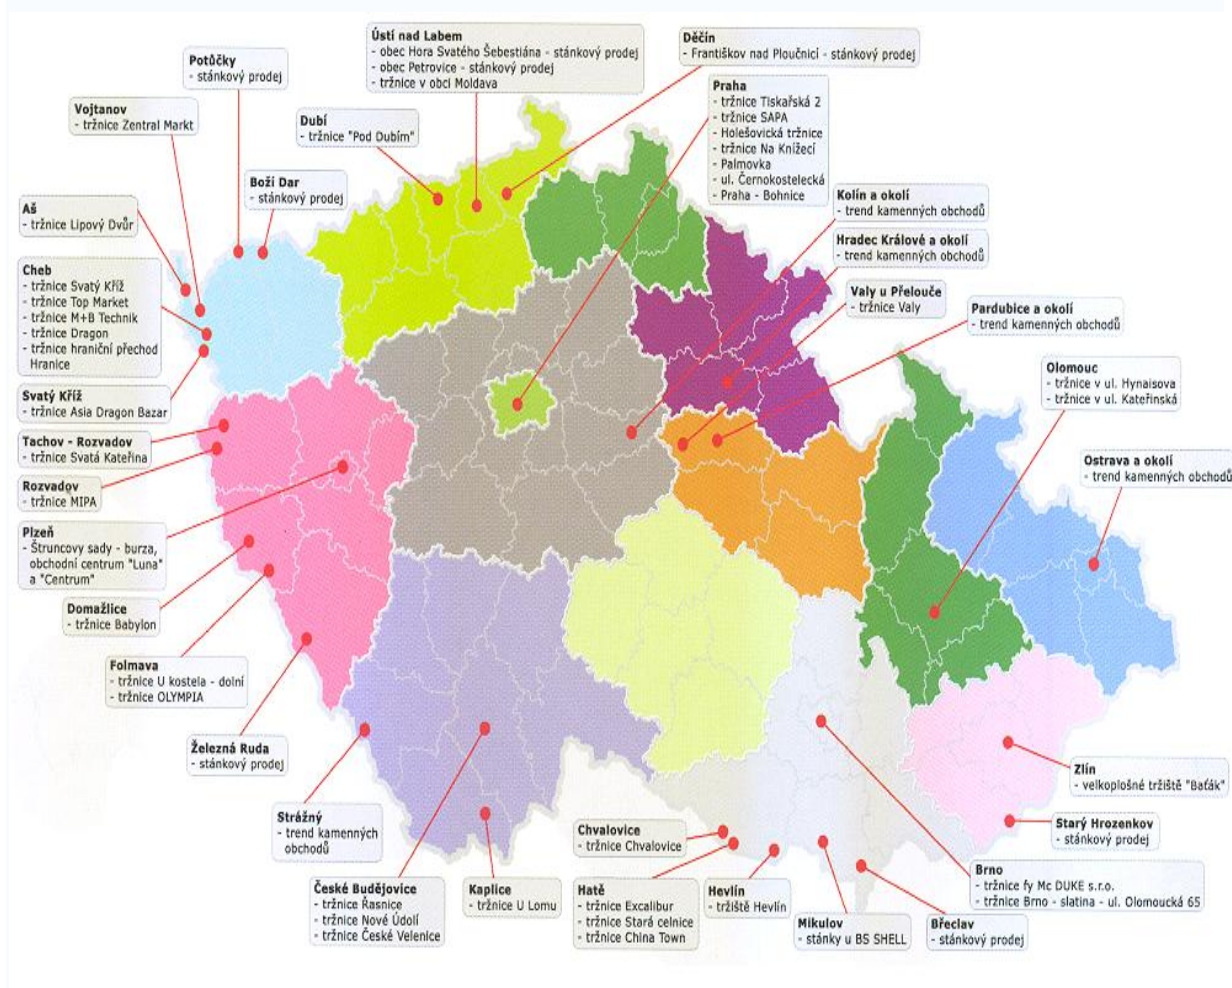 Ústí nad Labem
- obec Hora Svatého Šebestiána - stánkový prodej
- obec Petrovice - stánkový prodej
- tržnice v obci Moldava
Děčín
- Františkov nad Ploučnicí - stánkový prodej
Potůčky
- stánkový prodej
Praha
- tržnice Tiskařská 2
- tržnice SAPA
- Holešovická tržnice
- tržnice Na Knížecí
- Palmovka
- ul. Černokostelecká
- Praha - Bohnice
Vojtanov
- tržnice Zentral Markt
Dubí
- tržnice "Pod Dubím"
Boží Dar
- stánkový prodej
Aš
- tržnice Lipový Dvůr
Kolín a okolí
- trend kamenných obchodů
Hradec Králové a okolí
- trend kamenných obchodů
Cheb
- tržnice Svatý Kříž
- tržnice Top Market
- tržnice M+B Technik
- tržnice Dragon
- tržnice hraniční přechod
Hranice
Valy u Přelouče
- tržnice Valy
Pardubice a okolí
- trend kamenných obchodů
Olomouc
- tržnice v ul. Hynaisova
- tržnice v ul. Kateřinská
Svatý Kříž
- tržnice Asia Dragon Bazar
Tachov - Rozvadov
- tržnice Svatá Kateřina
Ostrava a okolí
- trend kamenných obchodů
Rozvadov
- tržnice MIPA
Plzeň
- Štruncovy sady - burza,
obchodní centrum "Luna"
a "Centrum"
Domažlice
- tržnice Babylon
Folmava
- tržnice U kostela - dolní
- tržnice OLYMPIA
Železná Ruda
- stánkový prodej
Zlín
- velkoplošné tržiště "Baťák"
Strážný
- trend kamenných
obchodů
Chvalovice
- tržnice Chvalovice
Starý Hrozenkov
- stánkový prodej
Brno
- tržnice fy Mc DUKE s.r.o.
- tržnice Brno - slatina - ul. Olomoucká 65
České Budějovice
- tržnice Řasnice
- tržnice Nové Údolí
- tržnice České Velenice
Kaplice
- tržnice U Lomu
Hatě
- tržnice Excalibur
- tržnice Stará celnice
- tržnice China Town
Hevlín
- tržiště Hevlín
Mikulov
- stánky u BS SHELL
Břeclav
- stánkový prodej